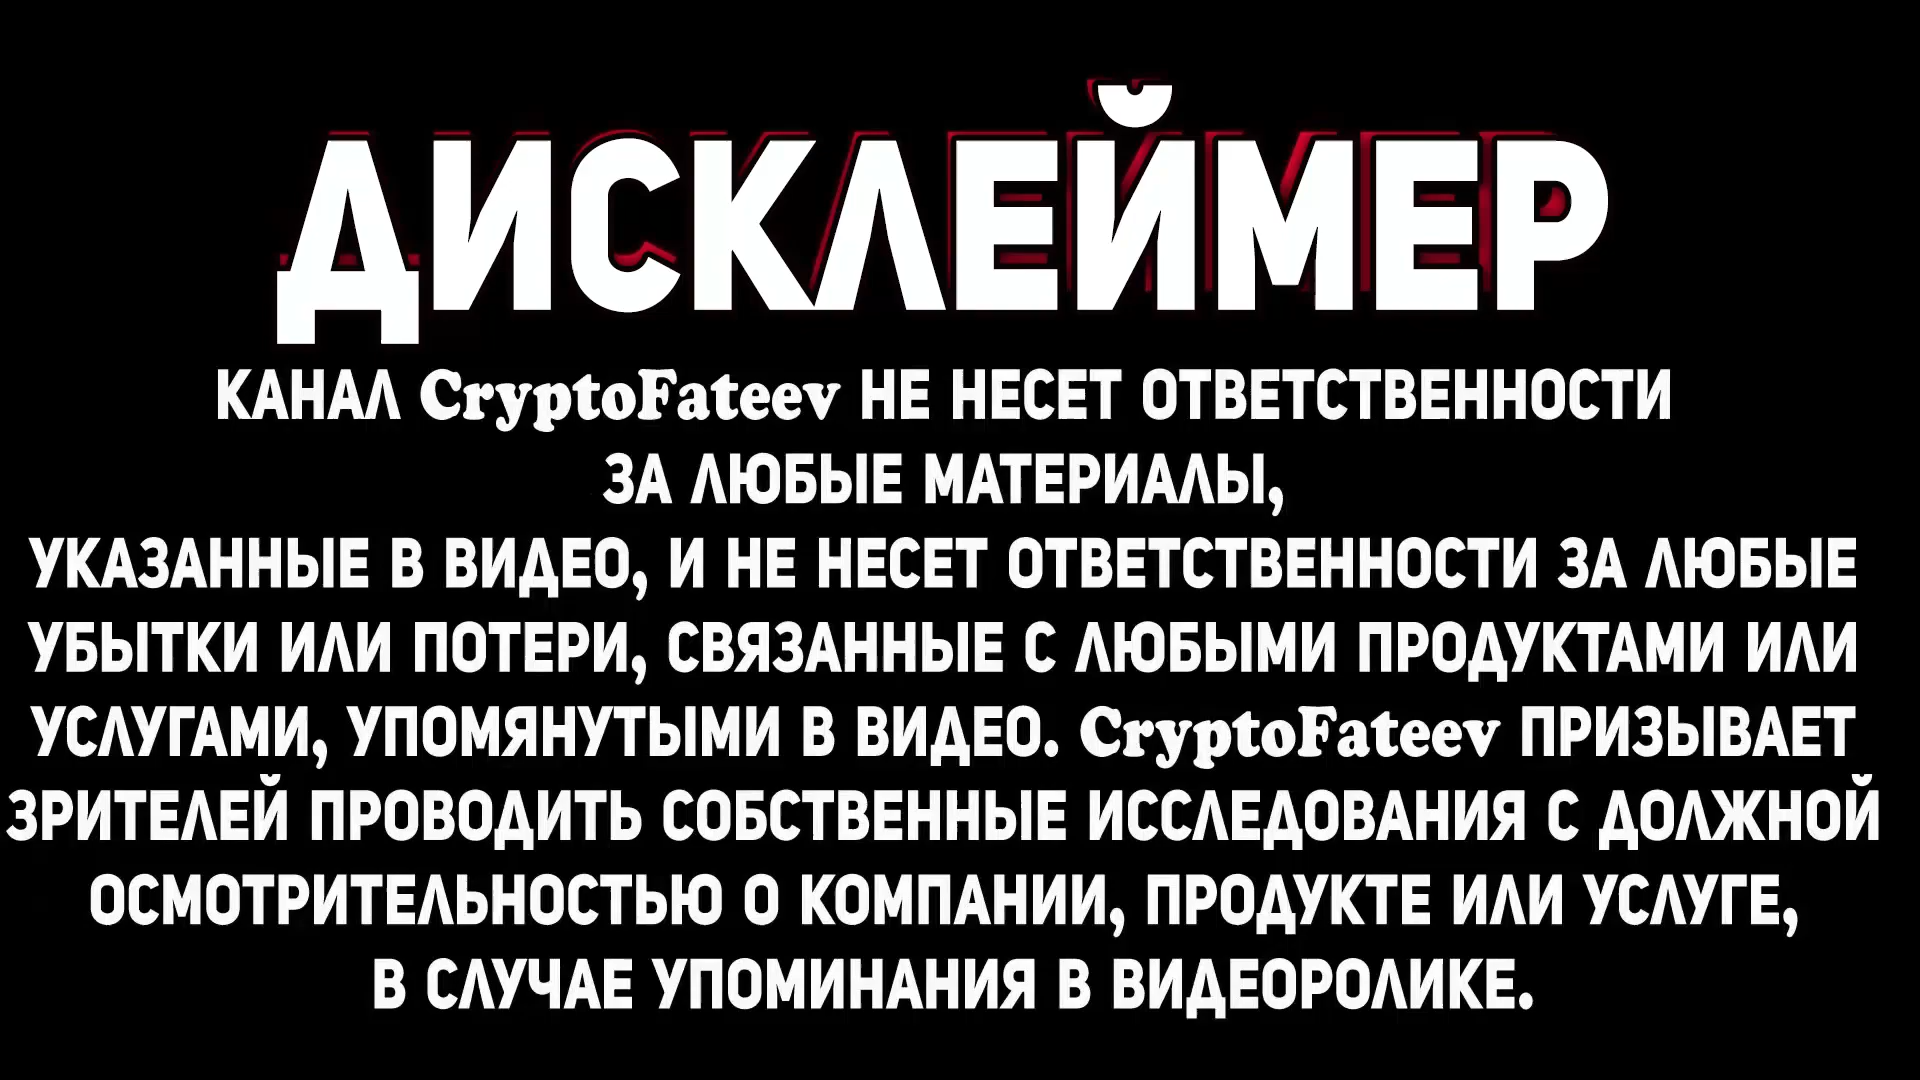 ДИСКЛЕЙМЕР
КАНАЛ CryptoFateev НЕ НЕСЕТ ОТВЕТСТВЕННОСТИ
ЗА ЛЮБЫЕ МАТЕРИАЛЫ,
УКАЗАННЫЕ В ВИДЕО, И НЕ НЕСЕТ ОТВЕТСТВЕННОСТИ ЗА ЛЮБЫЕ
УБЫТКИ ИЛИ ПОТЕРИ, СВЯЗАННЫЕ С ЛЮБЫМИ ПРОДУКТАМИ ИЛИ
УСЛУГАМИ, УПОМЯНУТЫМИ В ВИДЕО. CryptoFateev ПРИЗЫВАЕТ
ЗРИТЕЛЕЙ ПРОВОДИТЬ СОБСТВЕННЫЕ ИССЛЕДОВАНИЯ С ДОЛЖНОЙ
ОСМОТРИТЕЛЬНОСТЬЮ О КОМПАНИИ, ПРОДУКТЕ ИЛИ УСЛУГЕ,
В СЛУЧАЕ УПОМИНАНИЯ В ВИДЕОРОЛИКЕ.